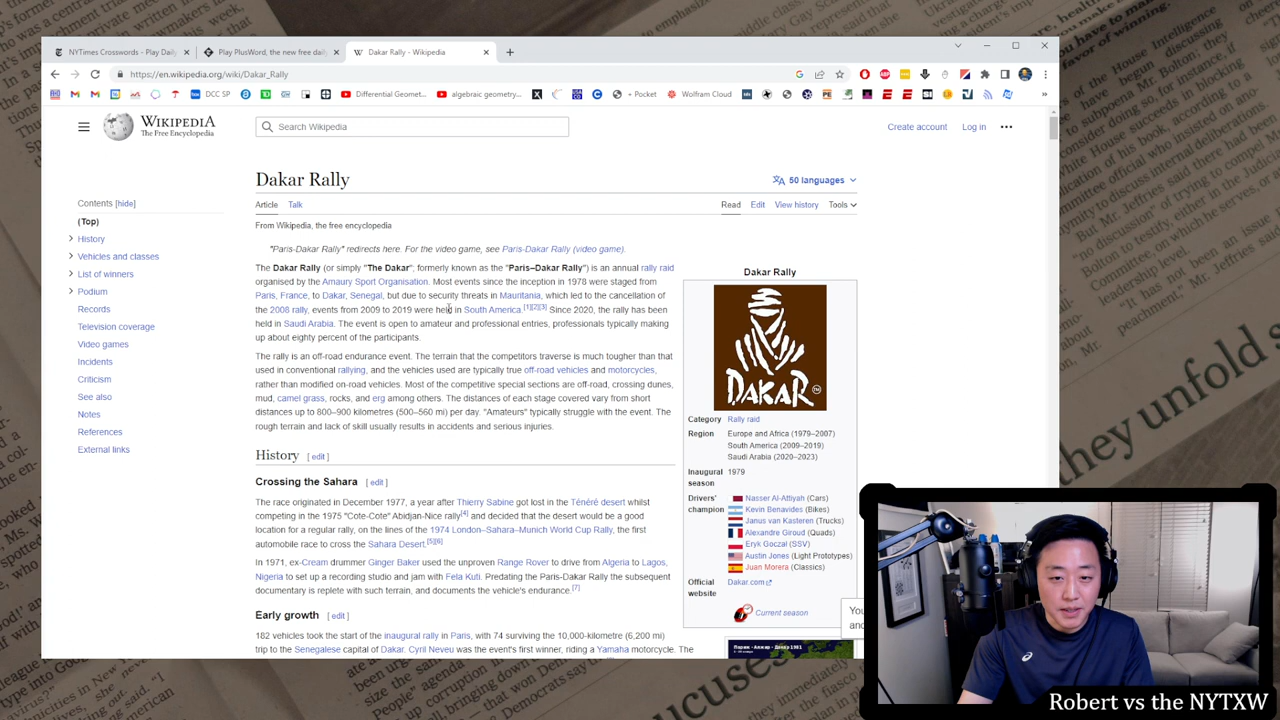 NYTimes Crosswords - Play Daily
Play PlusWord, the new free dail
Dakar Rally - Wikipedia
https://en.wikipedia.org/wiki/Dakar_Rally
DCC SP
Differential Geomet...
algebraic geometry...
+ Pocket
Wolfram Cloud
WIKIPEDIA
The Free Encyclopedia
Search Wikipedia
Create account
Log in
Contents [hide]
(Top)
History
Vehicles and classes
List of winners
Podium
Records
Television coverage
Video games
Incidents
Criticism
See also
Notes
References
External links
Dakar Rally
50 languages
Article Talk
Read Edit View history Tools
From Wikipedia, the free encyclopedia
"Paris-Dakar Rally" redirects here. For the video game, see Paris-Dakar Rally (video game).
The Dakar Rally (or simply "The Dakar"; formerly known as the "Paris–Dakar Rally") is an annual rally raid
organised by the Amaury Sport Organisation. Most events since the inception in 1978 were staged from
Paris, France, to Dakar, Senegal, but due to security threats in Mauritania, which led to the cancellation of
the 2008 rally, events from 2009 to 2019 were held in South America.[1][2][3] Since 2020, the rally has been
held in Saudi Arabia. The event is open to amateur and professional entries, professionals typically making
up about eighty percent of the participants.
The rally is an off-road endurance event. The terrain that the competitors traverse is much tougher than that
used in conventional rallying, and the vehicles used are typically true off-road vehicles and motorcycles,
rather than modified on-road vehicles. Most of the competitive special sections are off-road, crossing dunes,
mud, camel grass, rocks, and erg among others. The distances of each stage covered vary from short
distances up to 800–900 kilometres (500–560 mi) per day. "Amateurs" typically struggle with the event. The
rough terrain and lack of skill usually results in accidents and serious injuries.
History [ edit ]
Crossing the Sahara [ edit ]
The race originated in December 1977, a year after Thierry Sabine got lost in the Ténéré desert whilst
competing in the 1975 "Cote-Cote" Abidjan-Nice rally[4] and decided that the desert would be a good
location for a regular rally, on the lines of the 1974 London–Sahara–Munich World Cup Rally, the first
automobile race to cross the Sahara Desert.[5][6]
In 1971, ex-Cream drummer Ginger Baker used the unproven Range Rover to drive from Algeria to Lagos,
Nigeria to set up a recording studio and jam with Fela Kuti. Predating the Paris-Dakar Rally the subsequent
documentary is replete with such terrain, and documents the vehicle's endurance.[7]
Early growth [ edit ]
182 vehicles took the start of the inaugural rally in Paris, with 74 surviving the 10,000-kilometre (6,200 mi)
trip to the Senegalese capital of Dakar. Cyril Neveu was the event's first winner, riding a Yamaha motorcycle. The
Dakar Rally
DAKAR TM
Category Rally raid
Region Europe and Africa (1979–2007)
South America (2009–2019)
Saudi Arabia (2020–2023)
Inaugural season 1979
Drivers' champion Nasser Al-Attiyah (Cars)
Kevin Benavides (Bikes)
Janus van Kasteren (Trucks)
Alexandre Giroud (Quads)
Eryk Goczal (SSV)
Austin Jones (Light Prototypes)
Juan Morera (Classics)
Official website Dakar.com
Current season
You
and
Париж - Алжир - Дакар 1981
they unfold
Robert vs the NYTXW